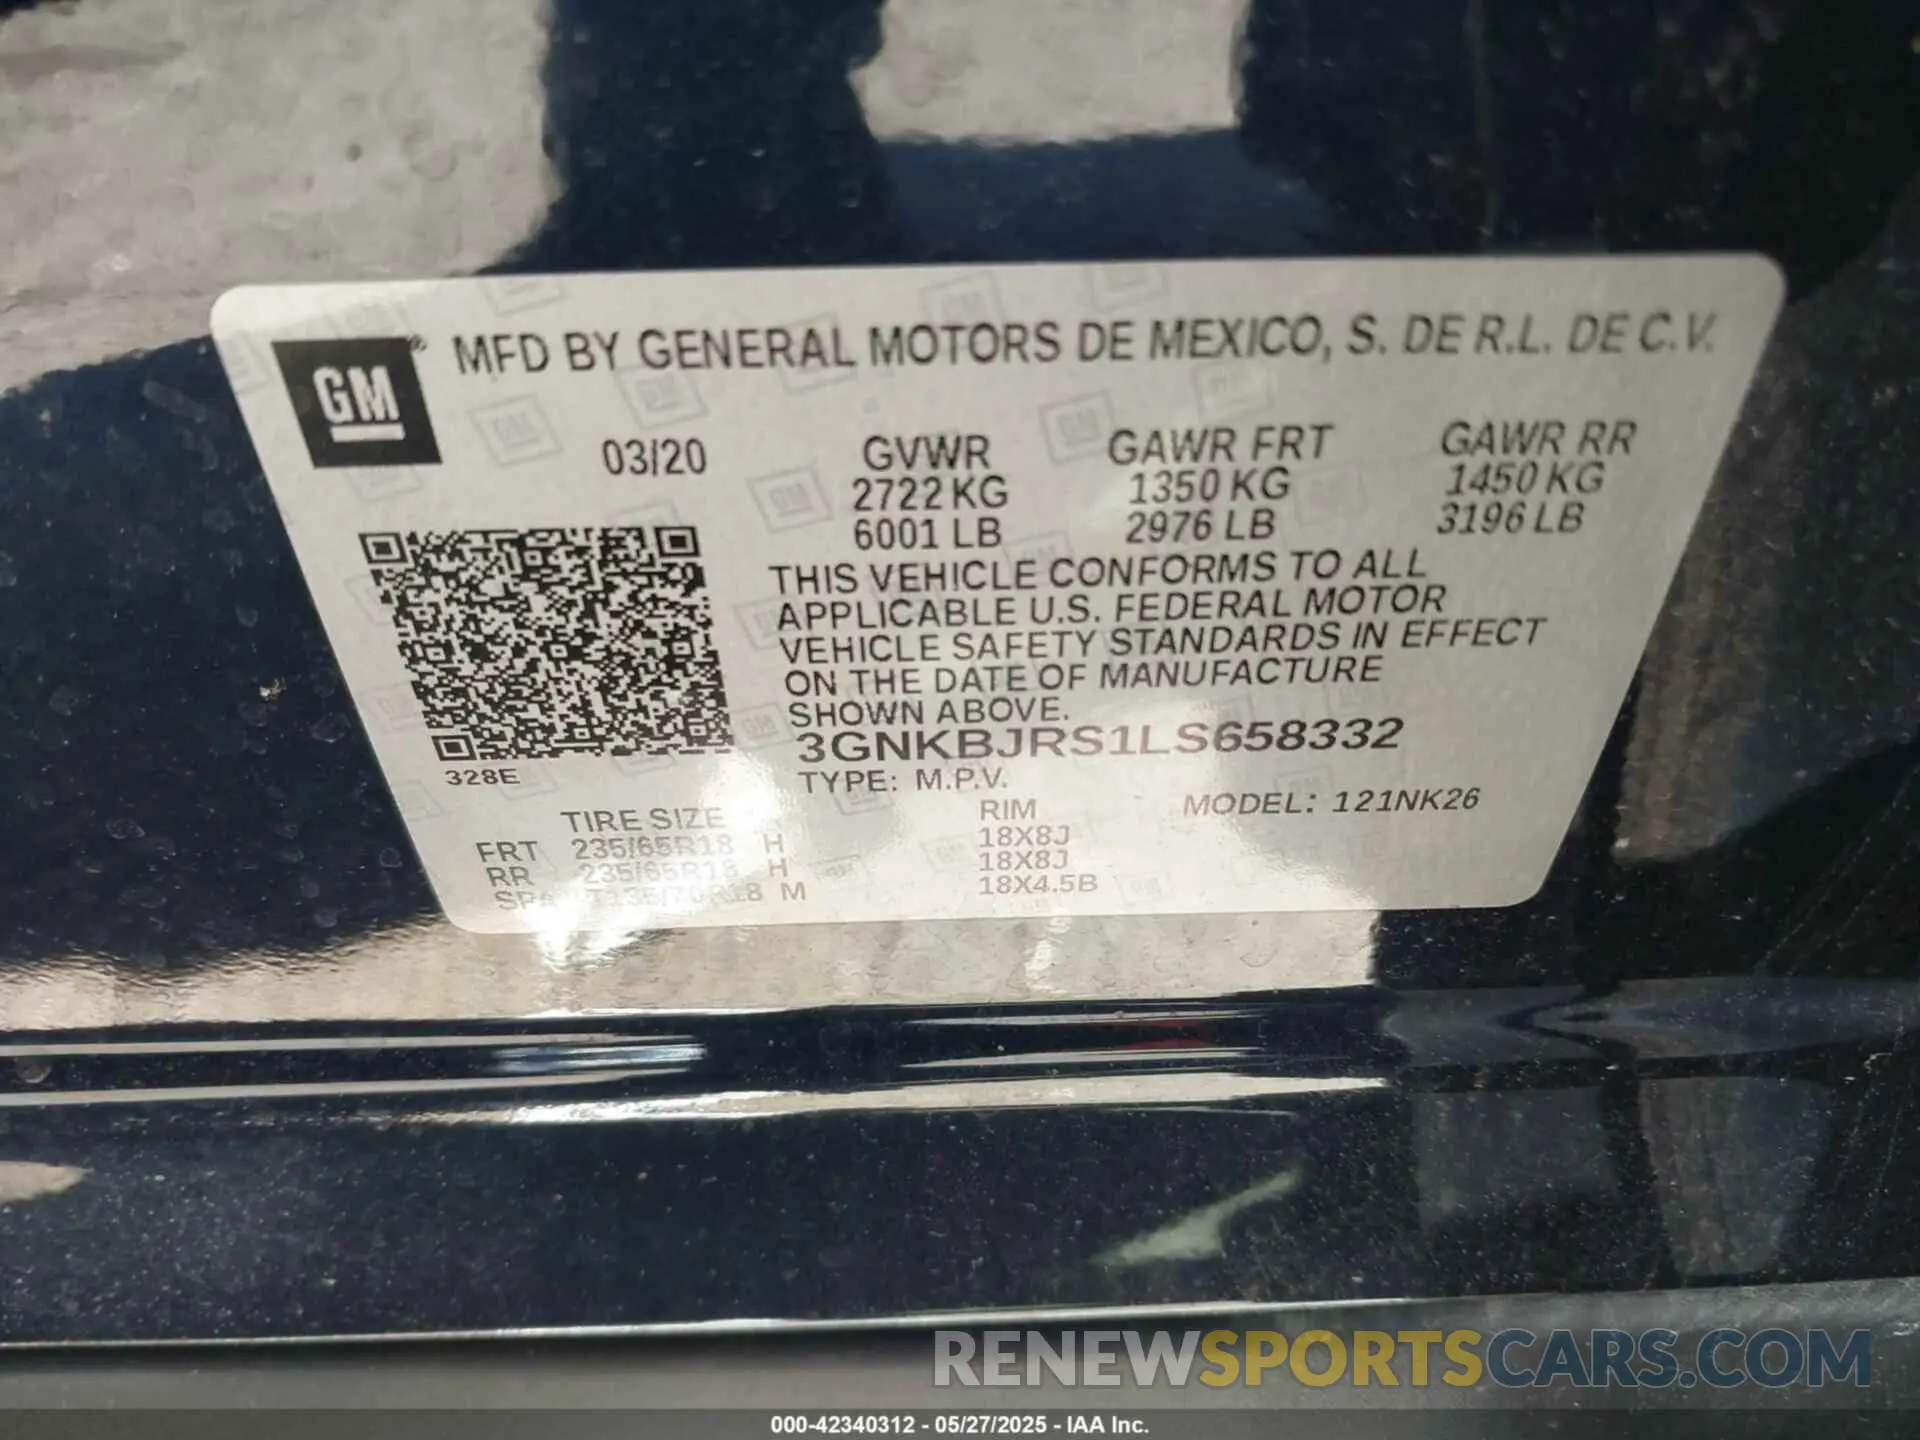 GM® MFD BY GENERAL MOTORS DE MEXICO, S. DE R.L. DE C.V.
03/20 GVWR GAWR FRT GAWR RR
2722 KG 1350 KG 1450 KG
6001 LB 2976 LB 3196 LB
THIS VEHICLE CONFORMS TO ALL
APPLICABLE U.S. FEDERAL MOTOR
VEHICLE SAFETY STANDARDS IN EFFECT
ON THE DATE OF MANUFACTURE
SHOWN ABOVE.
3GNKBJRS1LS658332
328E
TYPE: M.P.V.
TIRE SIZE RIM MODEL: 121NK26
FRT 235/65R18 H 18X8J
RR 235/65R18 H 18X8J
SPA T135/70R18 M 18X4.5B
RENEWSPORTSCARS.COM
000-42340312 - 05/27/2025 - IAA Inc.